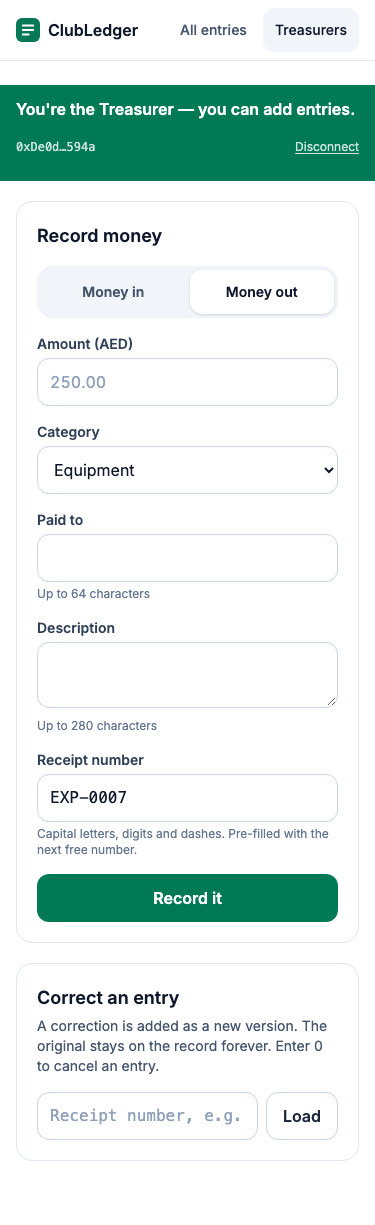 ClubLedger
All entries
Treasurers
You're the Treasurer — you can add entries.
0xDe0d…594a
Disconnect
Record money
Money in
Money out
Amount (AED)
250.00
Category
Equipment
Paid to
Up to 64 characters
Description
Up to 280 characters
Receipt number
EXP-0007
Capital letters, digits and dashes. Pre-filled with the
next free number.
Record it
Correct an entry
A correction is added as a new version. The
original stays on the record forever. Enter 0
to cancel an entry.
Receipt number, e.g.
Load